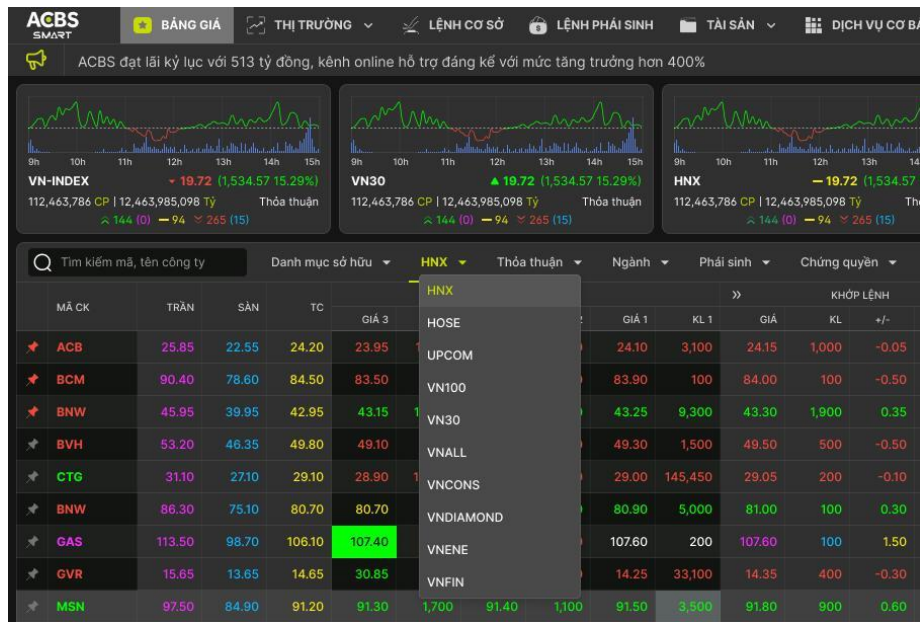 ACBS SMART BẢNG GIÁ THỊ TRƯỜNG LỆNH CƠ SỞ LỆNH PHÁI SINH TÀI SẢN DỊCH VỤ CƠ BẢ
ACBS đạt lãi kỷ lục với 513 tỷ đồng, kênh online hỗ trợ đáng kể với mức tăng trưởng hơn 400%
9h 10h 11h 12h 13h 14h 15h 9h 10h 11h 12h 13h 14h 15h 9h 10h 11h 12h 13h 14
VN-INDEX 19.72 (1,534.57 15.29%) VN30 19.72 (1,534.57 15.29%) HNX 19.72 (1,534.57
112,463,786 CP | 12,463,985,098 Tỷ Thỏa thuận 112,463,786 CP | 12,463,985,098 Tỷ Thỏa thuận 112,463,786 CP | 12,463,985,098 Tỷ Th
144 (0) 94 265 (15) 144 (0) 94 265 (15) 144 (0) 94 265 (15)
Tìm kiếm mã, tên công ty Danh mục sở hữu HNX Thỏa thuận Ngành Phái sinh Chứng quyền
MÃ CK TRẦN SÀN TC HNX » KHỚP LỆNH
GIÁ 3 HOSE GIÁ 1 KL 1 GIÁ KL +/-
ACB 25.85 22.55 24.20 23.95 UPCOM 24.10 3,100 24.15 1,000 -0.05
BCM 90.40 78.60 84.50 83.50 VN100 83.90 100 84.00 100 -0.50
BNW 45.95 39.95 42.95 43.15 VN30 43.25 9,300 43.30 1,900 0.35
BVH 53.20 46.35 49.80 49.10 VNALL 49.30 1,500 49.50 500 -0.50
CTG 31.10 27.10 29.10 28.90 VNCONS 29.00 145,450 29.05 200 -0.10
BNW 86.30 75.10 80.70 80.70 VNDIAMOND 80.90 5,000 81.00 100 0.30
GAS 113.50 98.70 106.10 107.40 VNENE 107.60 200 107.60 100 1.50
GVR 15.65 13.65 14.65 30.85 VNFIN 14.25 33,100 14.35 400 -0.30
MSN 97.50 84.90 91.20 91.30 1,700 91.40 1,100 91.50 3,500 91.80 900 0.60